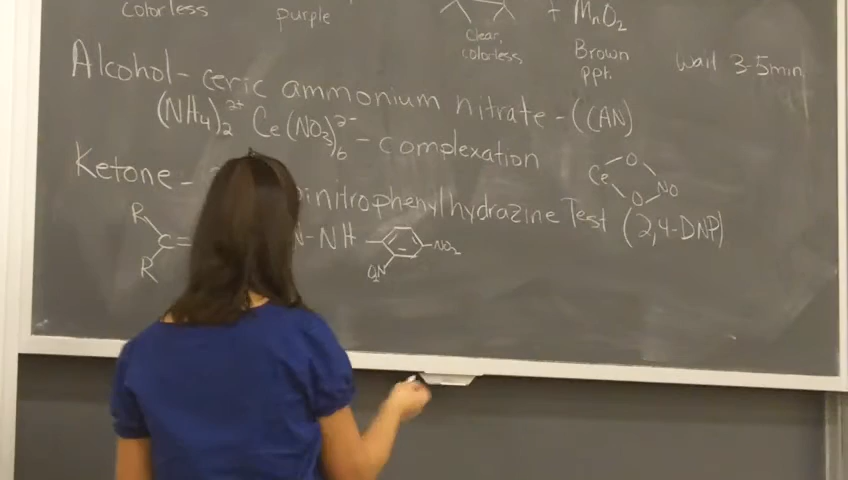 colorless
purple
+ MnO2
Clear, colorless
Brown ppt.
Wait 3-5min
Alcohol - ceric ammonium nitrate - (CAN)
(NH4)2 2+ Ce(NO3)6 2- - complexation
Ce O O NO
Ketone - Dinitrophenylhydrazine Test (2,4-DNP)
R C = N-NH NO2
R O2N